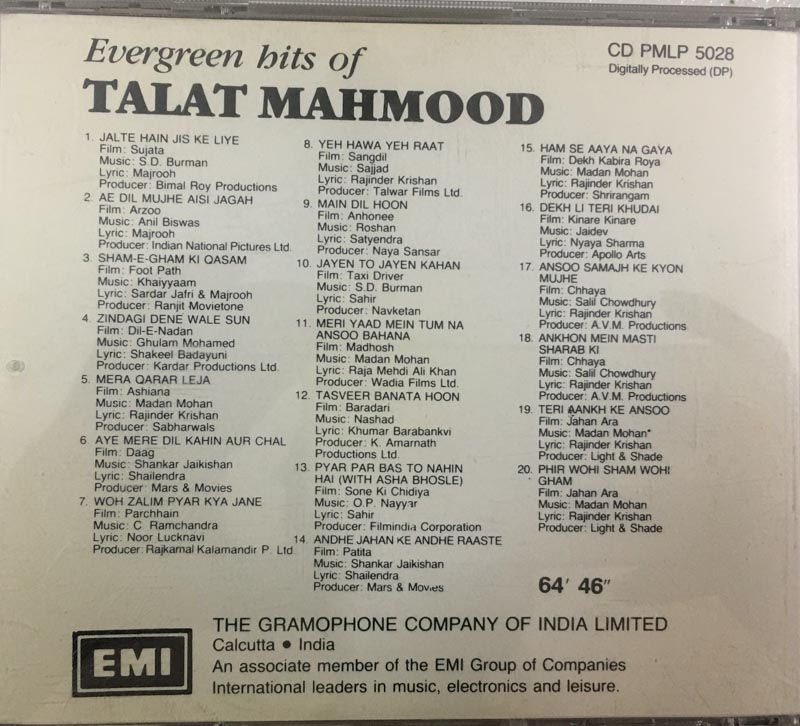 Evergreen hits of
TALAT MAHMOOD
CD PMLP 5028
Digitally Processed (DP)
1. JALTE HAIN JIS KE LIYE
Film: Sujata
Music: S.D. Burman
Lyric: Majrooh
Producer: Bimal Roy Productions
2. AE DIL MUJHE AISI JAGAH
Film: Arzoo
Music: Anil Biswas
Lyric: Majrooh
Producer: Indian National Pictures Ltd.
3. SHAM-E-GHAM KI QASAM
Film: Foot Path
Music: Khaiyyaam
Lyric: Sardar Jafri & Majrooh
Producer: Ranjit Movietone
4. ZINDAGI DENE WALE SUN
Film: Dil-E-Nadan
Music: Ghulam Mohamed
Lyric: Shakeel Badayuni
Producer: Kardar Productions Ltd.
5. MERA QARAR LEJA
Film: Ashiana
Music: Madan Mohan
Lyric: Rajinder Krishan
Producer: Sabharwals
6. AYE MERE DIL KAHIN AUR CHAL
Film: Daag
Music: Shankar Jaikishan
Lyric: Shailendra
Producer: Mars & Movies
7. WOH ZALIM PYAR KYA JANE
Film: Parchhain
Music: C. Ramchandra
Lyric: Noor Lucknavi
Producer: Rajkamal Kalamandir P. Ltd.
8. YEH HAWA YEH RAAT
Film: Sangdil
Music: Sajjad
Lyric: Rajinder Krishan
Producer: Talwar Films Ltd.
9. MAIN DIL HOON
Film: Anhonee
Music: Roshan
Lyric: Satyendra
Producer: Naya Sansar
10. JAYEN TO JAYEN KAHAN
Film: Taxi Driver
Music: S.D. Burman
Lyric: Sahir
Producer: Navketan
11. MERI YAAD MEIN TUM NA
ANSOO BAHANA
Film: Madhosh
Music: Madan Mohan
Lyric: Raja Mehdi Ali Khan
Producer: Wadia Films Ltd.
12. TASVEER BANATA HOON
Film: Baradari
Music: Nashad
Lyric: Khumar Barabankvi
Producer: K. Amarnath
Productions Ltd.
13. PYAR PAR BAS TO NAHIN
HAI (WITH ASHA BHOSLE)
Film: Sone Ki Chidiya
Music: O.P. Nayyar
Lyric: Sahir
Producer: Filmindia Corporation
14. ANDHE JAHAN KE ANDHE RAASTE
Film: Patita
Music: Shankar Jaikishan
Lyric: Shailendra
Producer: Mars & Movies
15. HAM SE AAYA NA GAYA
Film: Dekh Kabira Roya
Music: Madan Mohan
Lyric: Rajinder Krishan
Producer: Shrirangam
16. DEKH LI TERI KHUDAI
Film: Kinare Kinare
Music: Jaidev
Lyric: Nyaya Sharma
Producer: Apollo Arts
17. ANSOO SAMAJH KE KYON
MUJHE
Film: Chhaya
Music: Salil Chowdhury
Lyric: Rajinder Krishan
Producer: A.V.M. Productions
18. ANKHON MEIN MASTI
SHARAB KI
Film: Chhaya
Music: Salil Chowdhury
Lyric: Rajinder Krishan
Producer: A.V.M. Productions
19. TERI AANKH KE ANSOO
Film: Jahan Ara
Music: Madan Mohan
Lyric: Rajinder Krishan
Producer: Light & Shade
20. PHIR WOHI SHAM WOHI
GHAM
Film: Jahan Ara
Music: Madan Mohan
Lyric: Rajinder Krishan
Producer: Light & Shade
64' 46"
EMI
THE GRAMOPHONE COMPANY OF INDIA LIMITED
Calcutta • India
An associate member of the EMI Group of Companies
International leaders in music, electronics and leisure.